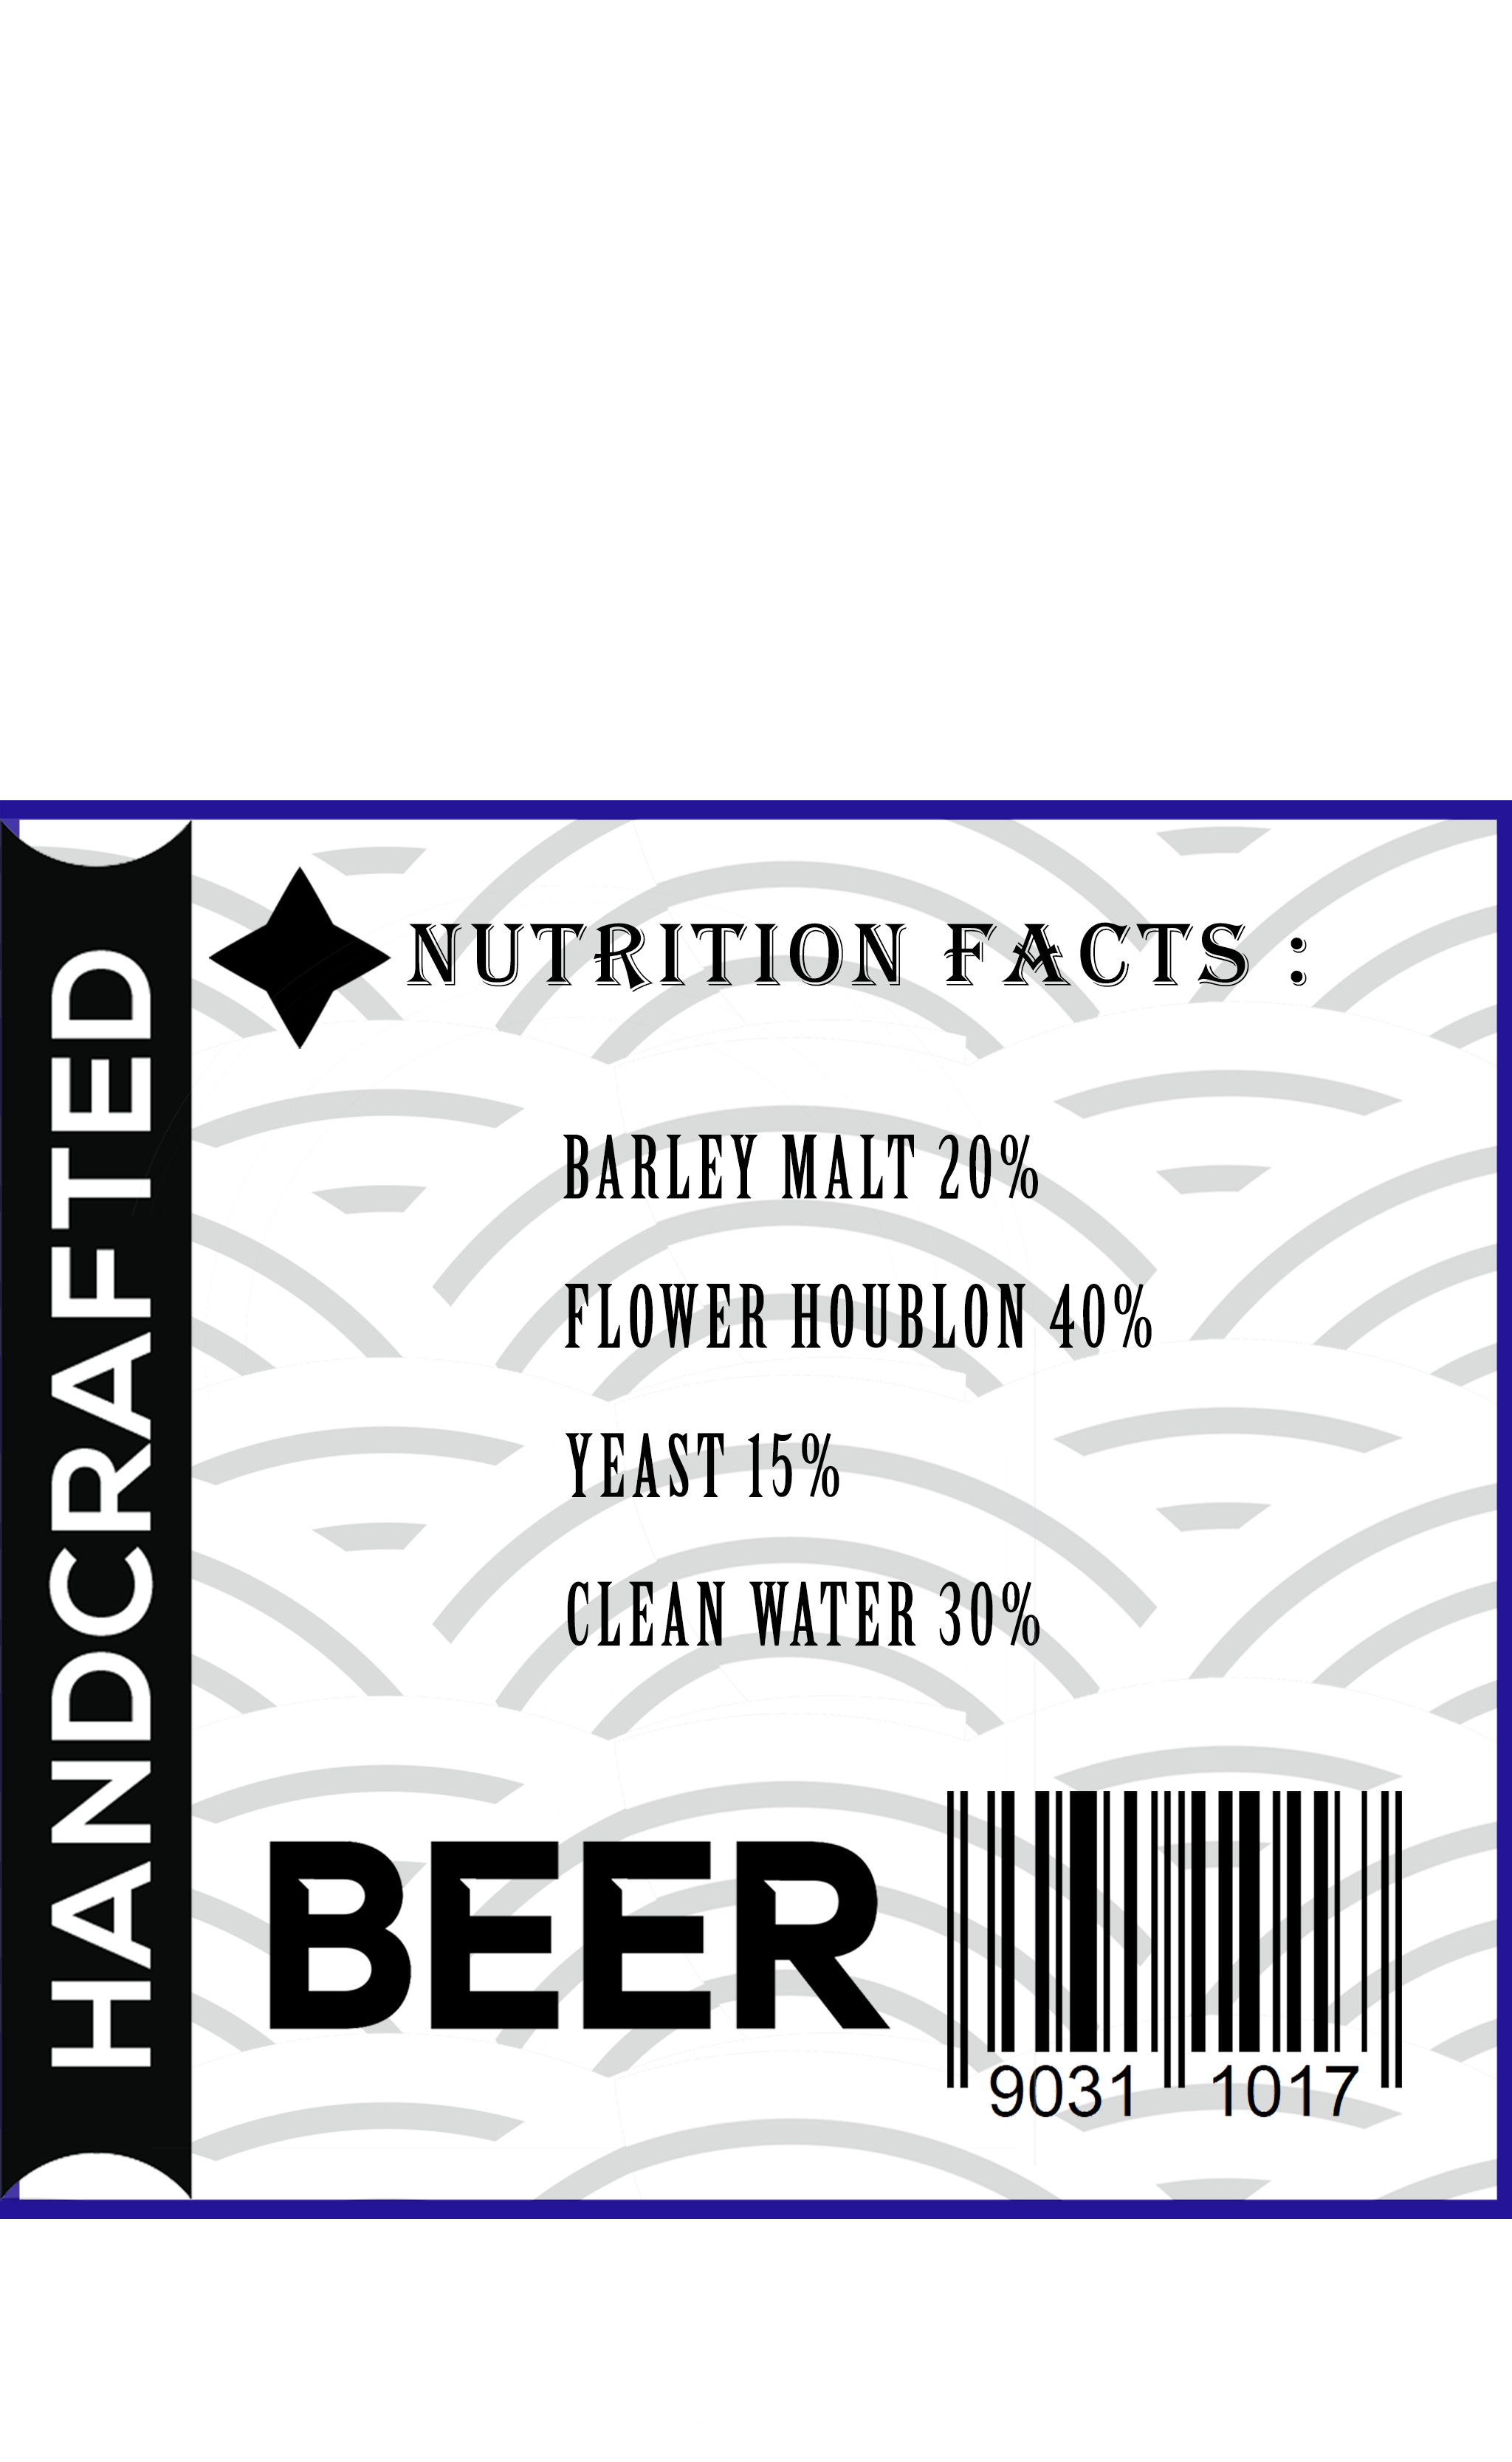 HANDCRAFTED
NUTRITION FACTS :
BARLEY MALT 20%
FLOWER HOUBLON 40%
YEAST 15%
CLEAN WATER 30%
BEER
9031 1017